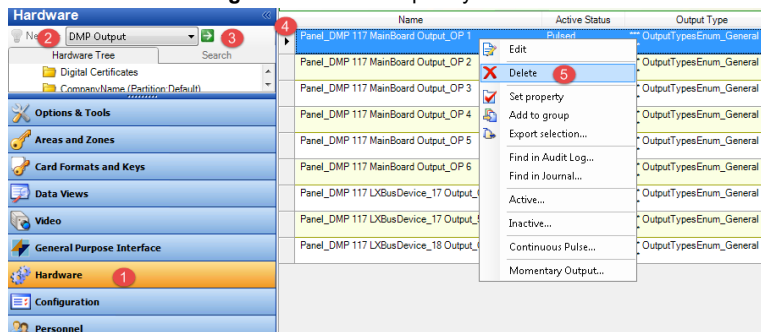 Hardware
Name
Active Status
Output Type
2
DMP Output
3
4
Hardware Tree
Search
Digital Certificates
CompanyName (Partition:Default)
Options & Tools
Areas and Zones
Card Formats and Keys
Data Views
Video
General Purpose Interface
Hardware
1
Configuration
Personnel
Panel_DMP 117 MainBoard Output_OP 1
Pulsed
*** OutputTypesEnum_General
Panel_DMP 117 MainBoard Output_OP 2
OutputTypesEnum_General
Panel_DMP 117 MainBoard Output_OP 3
OutputTypesEnum_General
Panel_DMP 117 MainBoard Output_OP 4
OutputTypesEnum_General
Panel_DMP 117 MainBoard Output_OP 5
OutputTypesEnum_General
Panel_DMP 117 MainBoard Output_OP 6
OutputTypesEnum_General
Panel_DMP 117 LXBusDevice_17 Output_
OutputTypesEnum_General
Panel_DMP 117 LXBusDevice_17 Output_
OutputTypesEnum_General
Panel_DMP 117 LXBusDevice_18 Output_
OutputTypesEnum_General
Edit
Delete
5
Set property
Add to group
Export selection...
Find in Audit Log...
Find in Journal...
Active...
Inactive...
Continuous Pulse...
Momentary Output...